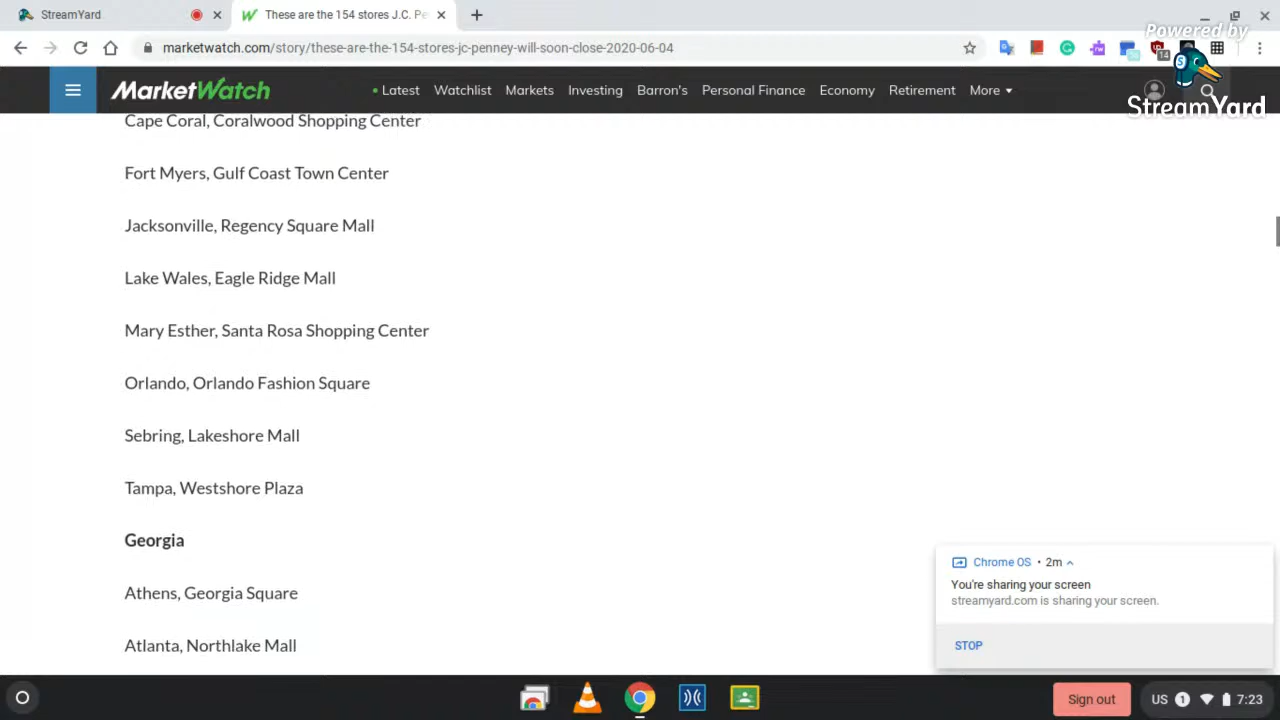 StreamYard
These are the 154 stores J.C. Pe
Powered by
marketwatch.com/story/these-are-the-154-stores-jc-penney-will-soon-close-2020-06-04
14
MarketWatch
Latest Watchlist Markets Investing Barron's Personal Finance Economy Retirement More
StreamYard
Cape Coral, Coralwood Shopping Center
Fort Myers, Gulf Coast Town Center
Jacksonville, Regency Square Mall
Lake Wales, Eagle Ridge Mall
Mary Esther, Santa Rosa Shopping Center
Orlando, Orlando Fashion Square
Sebring, Lakeshore Mall
Tampa, Westshore Plaza
Georgia
Athens, Georgia Square
Atlanta, Northlake Mall
Chrome OS • 2m
You're sharing your screen
streamyard.com is sharing your screen.
STOP
Sign out US 1 7:23